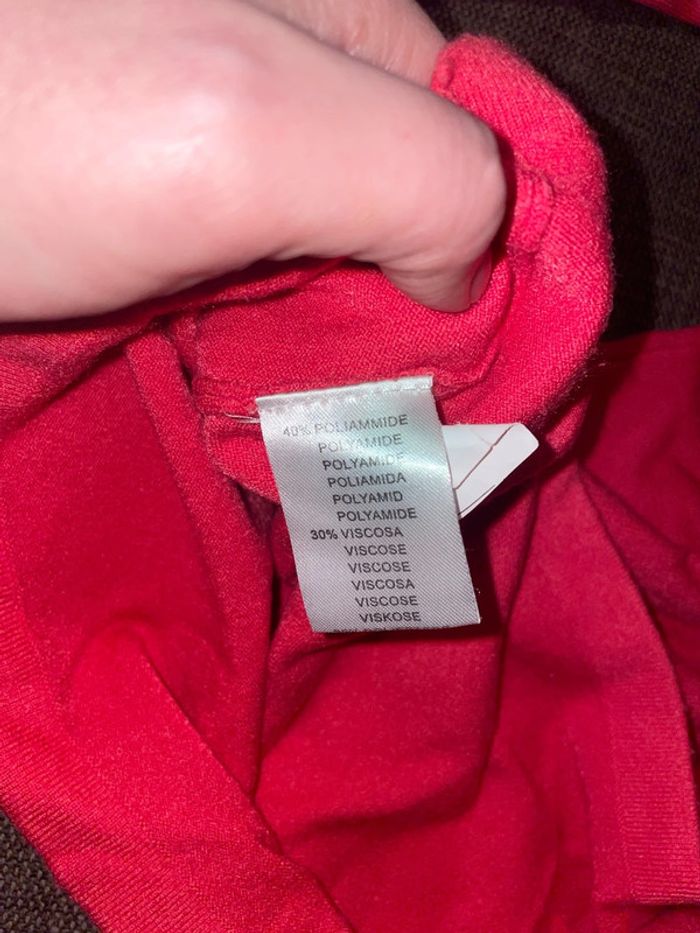 40% POLIAMMIDE
POLYAMIDE
POLYAMIDE
POLIAMIDA
POLYAMID
POLYAMIDE
30% VISCOSA
VISCOSE
VISCOSE
VISCOSA
VISCOSE
VISKOSE